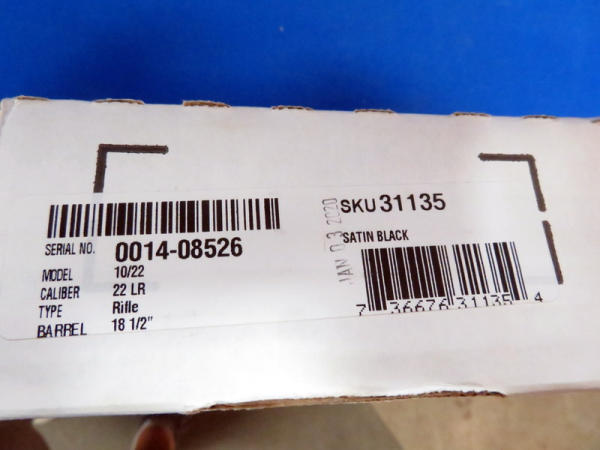 SERIAL NO. 0014-08526
MODEL 10/22
CALIBER 22 LR
TYPE Rifle
BARREL 18 1/2"
JAN 03 2020
SKU 31135
SATIN BLACK
7 36676 31135 4